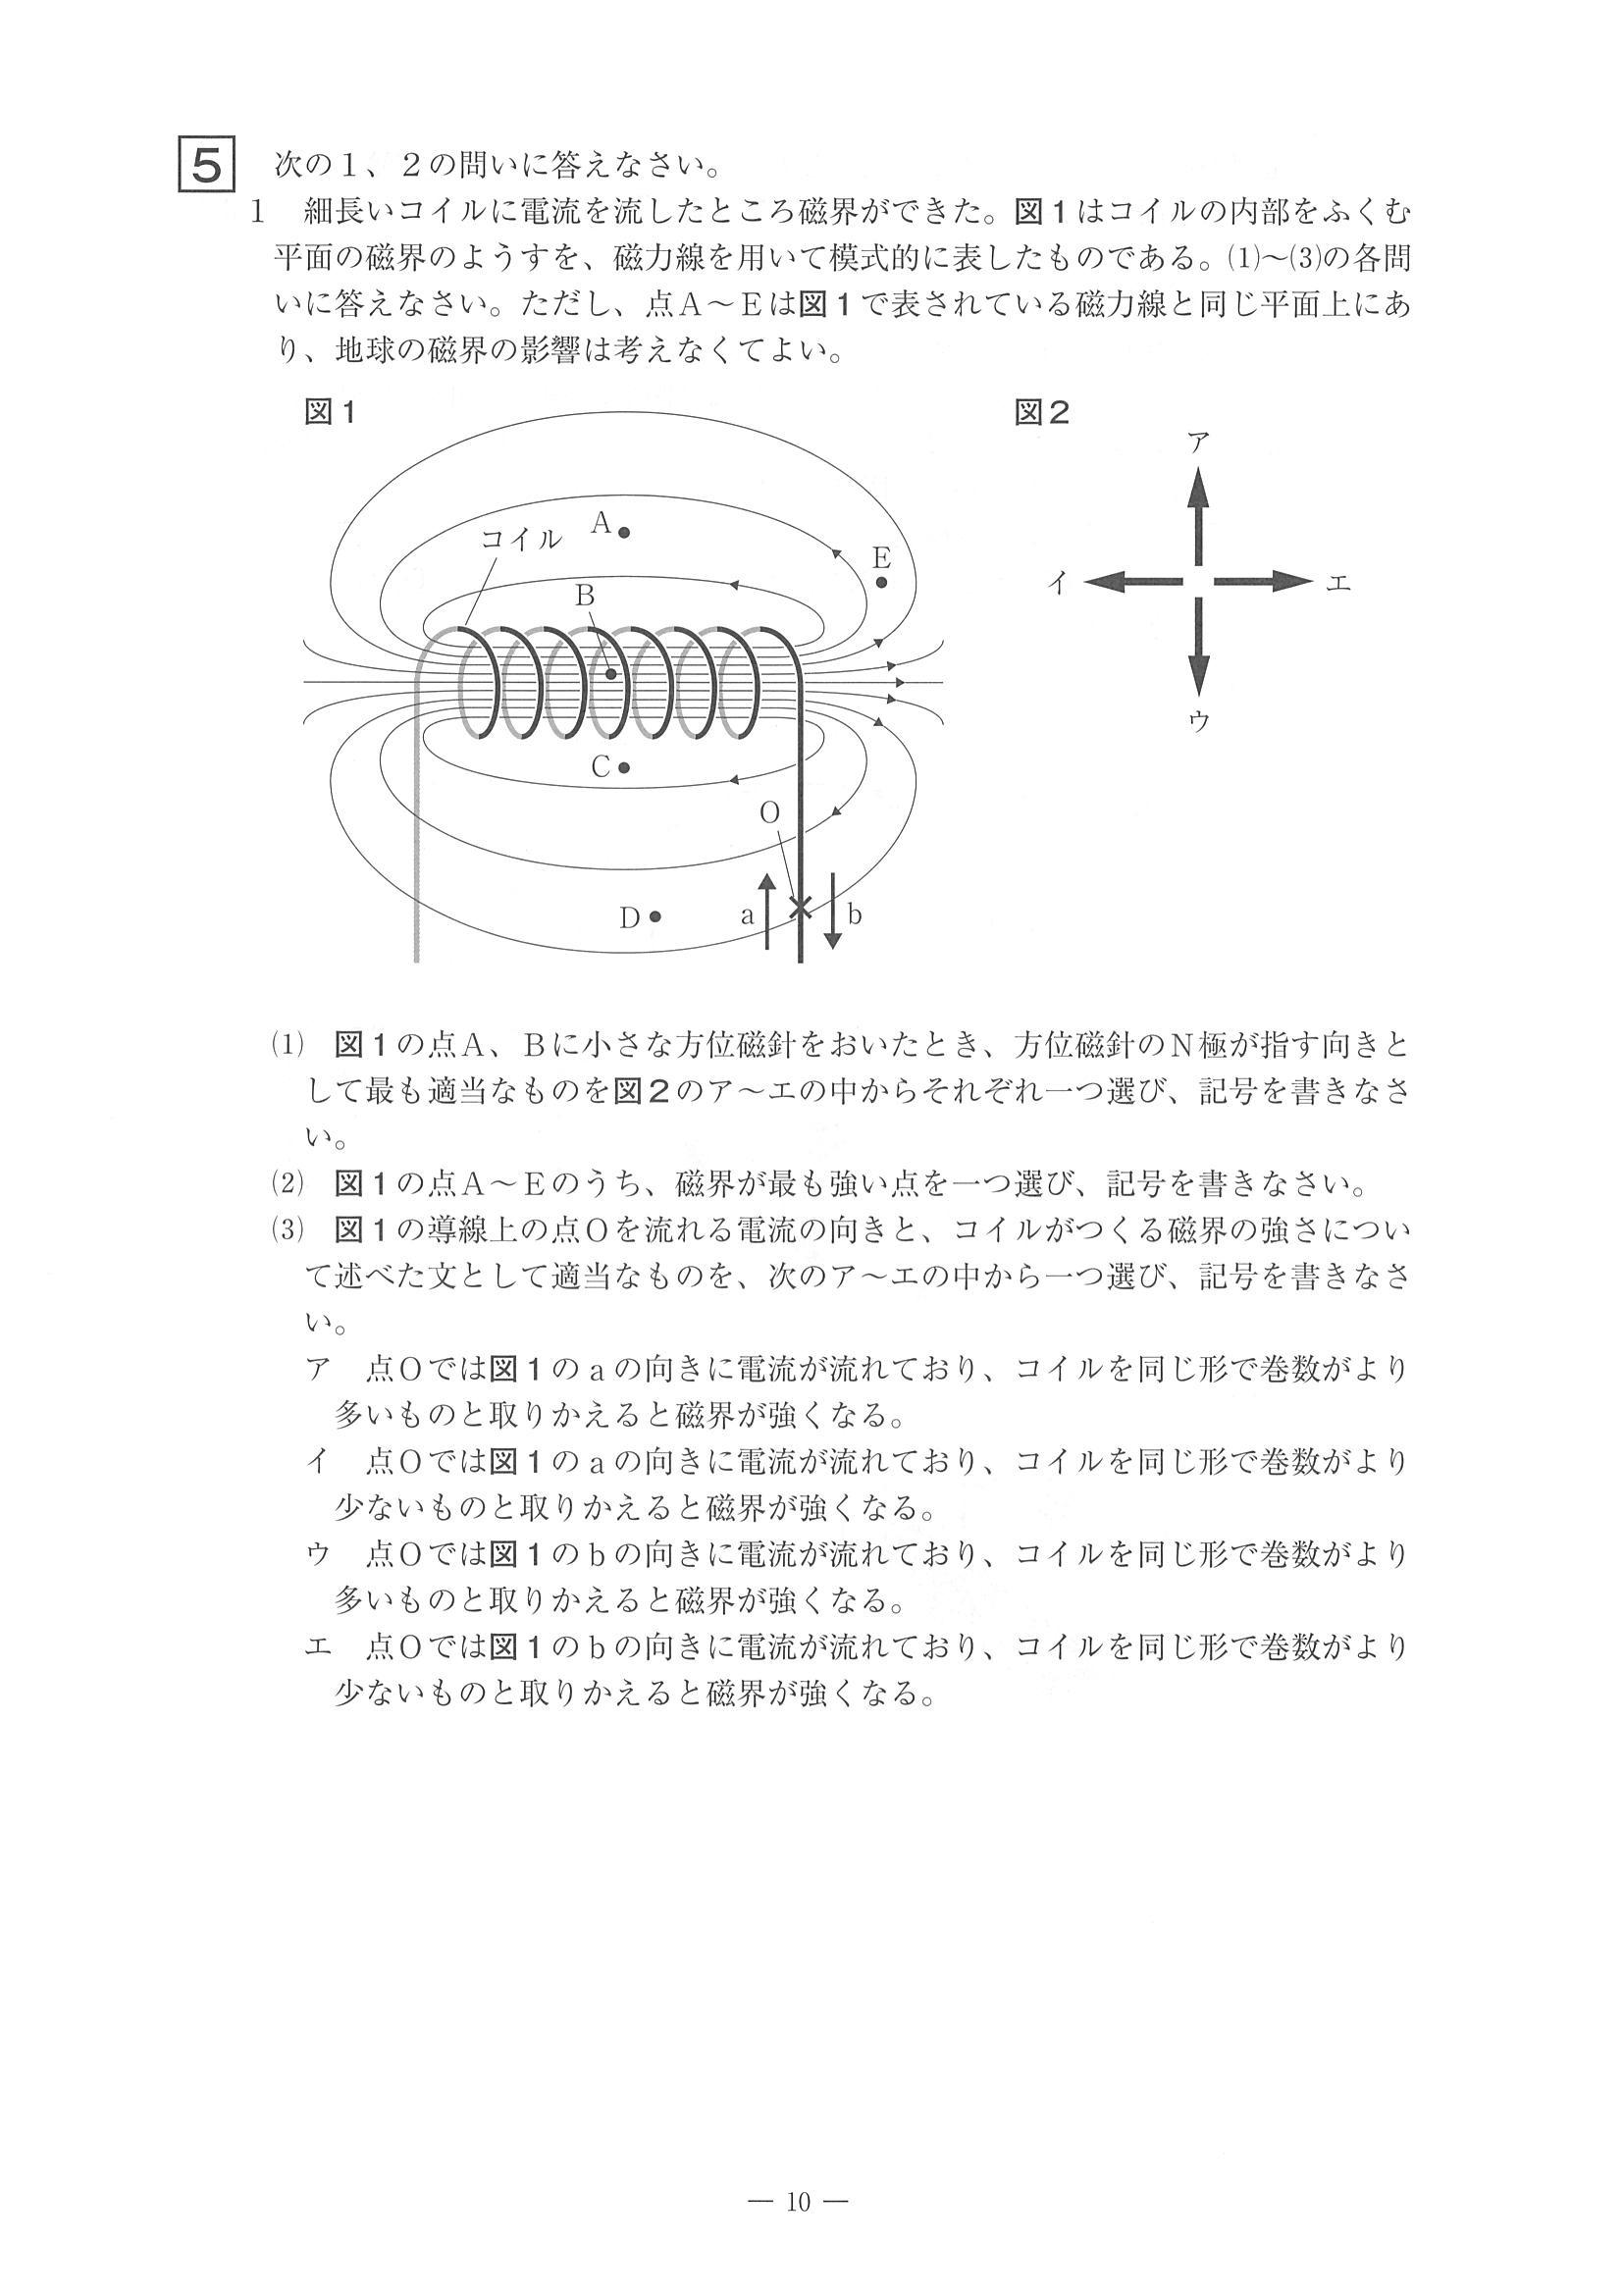 5 次の1、2の問いに答えなさい。
1 細長いコイルに電流を流したところ磁界ができた。図1はコイルの内部をふくむ
平面の磁界のようすを、磁力線を用いて模式的に表したものである。⑴～⑶の各問
いに答えなさい。ただし、点A～Eは図1で表されている磁力線と同じ平面上にあ
り、地球の磁界の影響は考えなくてよい。
図1
図2
コイル
A
B
C
D
E
O
a
b
ア
イ
エ
ウ
⑴ 図1の点A、Bに小さな方位磁針をおいたとき、方位磁針のN極が指す向きと
して最も適当なものを図2のア～エの中からそれぞれ一つ選び、記号を書きなさ
い。
⑵ 図1の点A～Eのうち、磁界が最も強い点を一つ選び、記号を書きなさい。
⑶ 図1の導線上の点Oを流れる電流の向きと、コイルがつくる磁界の強さについ
て述べた文として適当なものを、次のア～エの中から一つ選び、記号を書きなさ
い。
ア 点Oでは図1のaの向きに電流が流れており、コイルを同じ形で巻数がより
多いものと取りかえると磁界が強くなる。
イ 点Oでは図1のaの向きに電流が流れており、コイルを同じ形で巻数がより
少ないものと取りかえると磁界が強くなる。
ウ 点Oでは図1のbの向きに電流が流れており、コイルを同じ形で巻数がより
多いものと取りかえると磁界が強くなる。
エ 点Oでは図1のbの向きに電流が流れており、コイルを同じ形で巻数がより
少ないものと取りかえると磁界が強くなる。
— 10 —